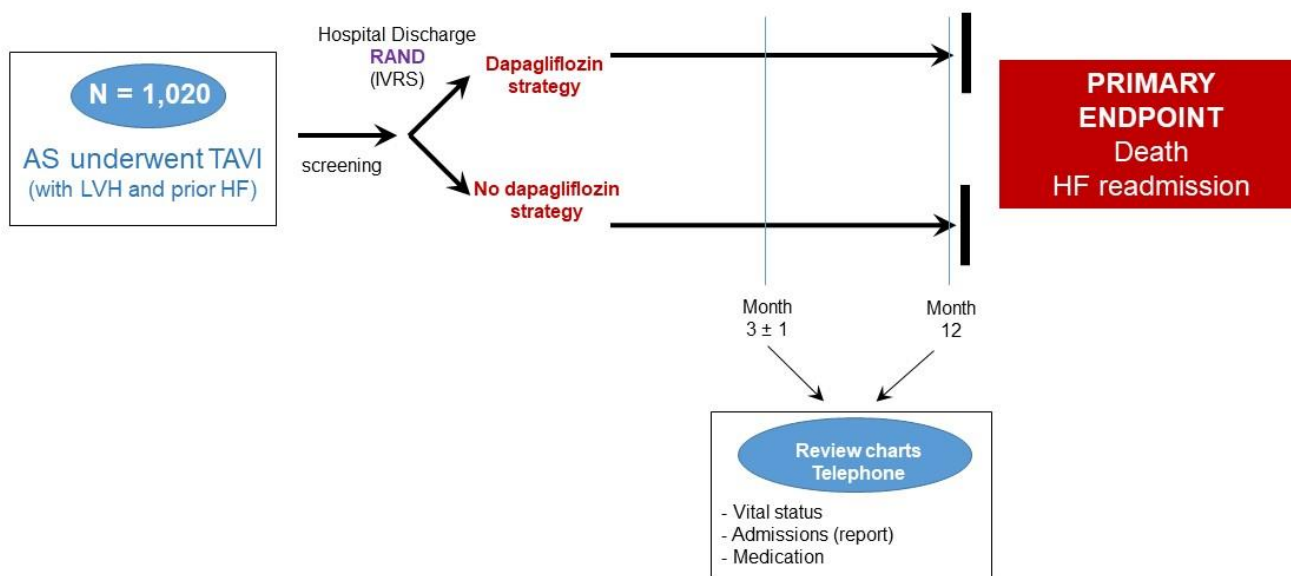 N = 1,020
AS underwent TAVI
(with LVH and prior HF)
screening
Hospital Discharge
RAND
(IVRS)
Dapagliflozin
strategy
No dapagliflozin
strategy
PRIMARY
ENDPOINT
Death
HF readmission
Month
3 ± 1
Month
12
Review charts
Telephone
- Vital status
- Admissions (report)
- Medication